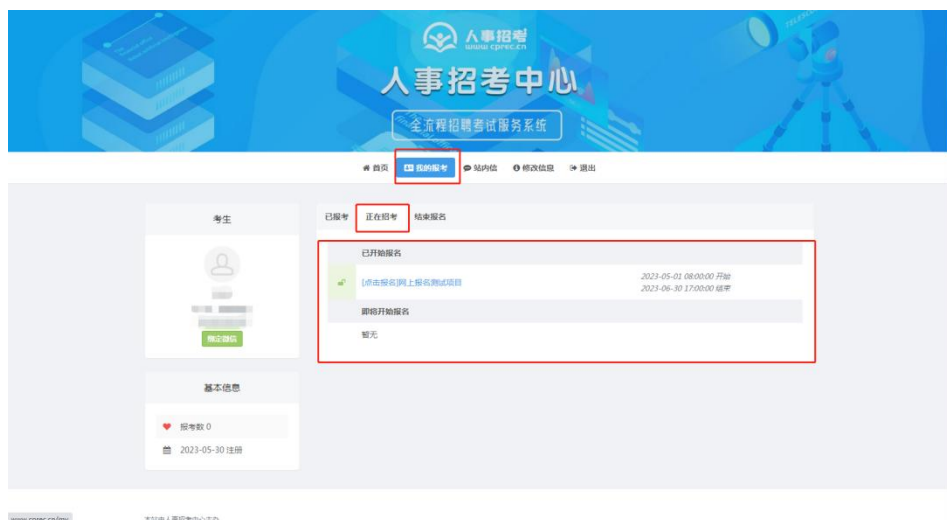 人事招考
www cprec.cn
人事招考中心
全流程招聘考试服务系统
首页 我的报考 站内信 修改信息 退出
考生
绑定微信
基本信息
报考数 0
2023-05-30 注册
已报考 正在招考 结束报名
已开始报名
[点击报名]网上报名测试项目
2023-05-01 08:00:00 开始
2023-06-30 17:00:00 结束
即将开始报名
暂无
www.cprec.cn/my